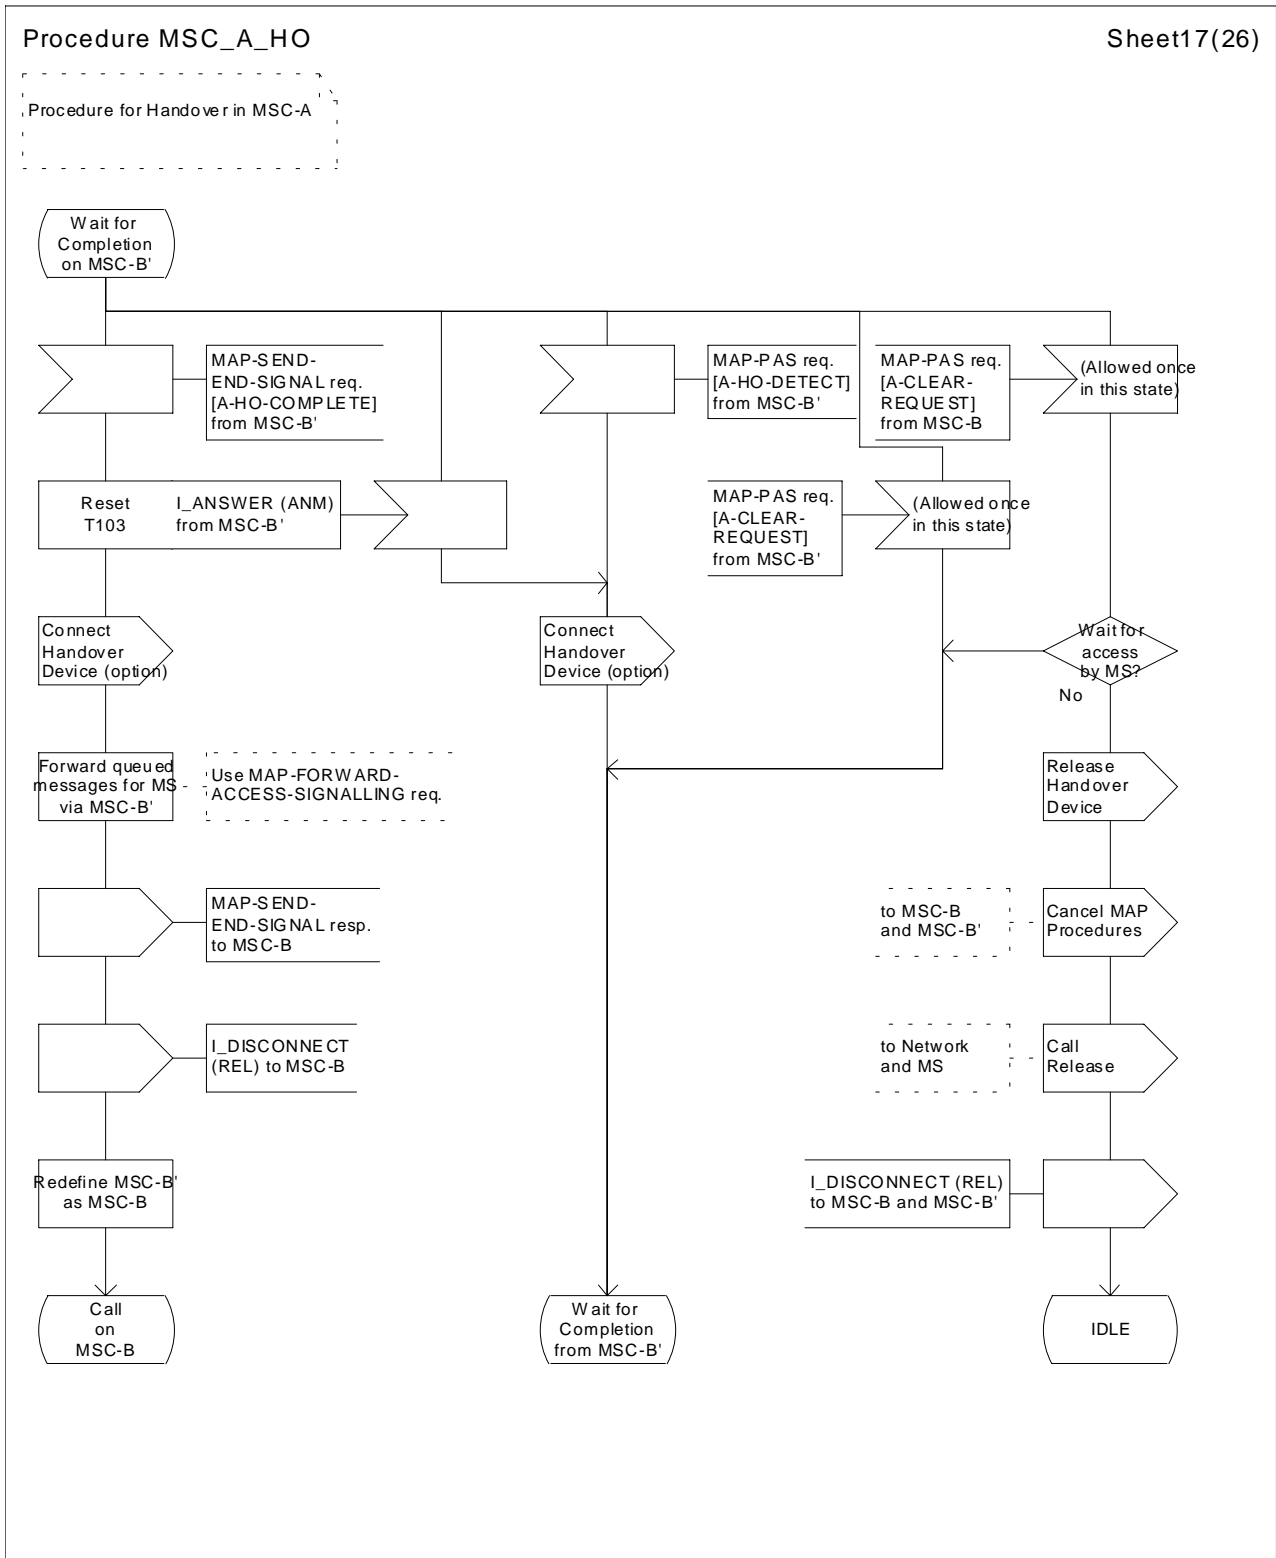 Procedure MSC_A_HO
Sheet17(26)
Procedure for Handover in MSC-A
Wait for
Completion
on MSC-B'
MAP-SEND-
END-SIGNAL req.
[A-HO-COMPLETE]
from MSC-B'
MAP-PAS req.
[A-HO-DETECT]
from MSC-B'
MAP-PAS req.
[A-CLEAR-
REQUEST]
from MSC-B
(Allowed once
in this state)
Reset
T103
I_ANSWER (ANM)
from MSC-B'
MAP-PAS req.
[A-CLEAR-
REQUEST]
from MSC-B'
(Allowed once
in this state)
Connect
Handover
Device (option)
Connect
Handover
Device (option)
Wait for
access
by MS?
No
Forward queued
messages for MS
via MSC-B'
Use MAP-FORWARD-
ACCESS-SIGNALLING req.
Release
Handover
Device
MAP-SEND-
END-SIGNAL resp.
to MSC-B
to MSC-B
and MSC-B'
Cancel MAP
Procedures
I_DISCONNECT
(REL) to MSC-B
to Network
and MS
Call
Release
Redefine MSC-B'
as MSC-B
I_DISCONNECT (REL)
to MSC-B and MSC-B'
Call
on
MSC-B
Wait for
Completion
from MSC-B'
IDLE